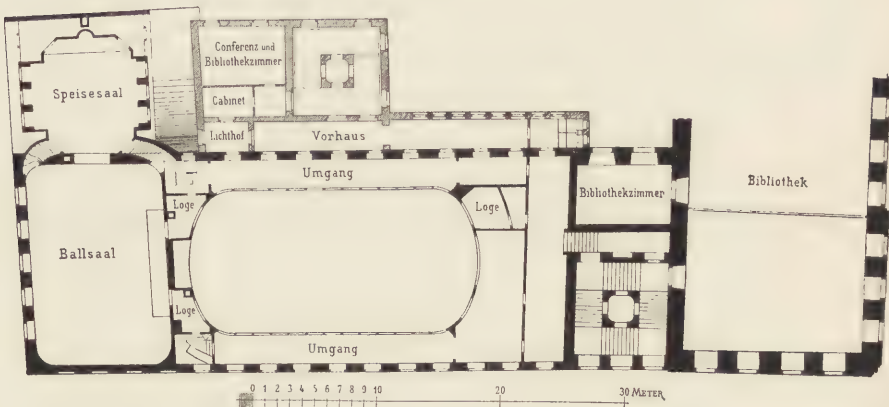 Conferenz und
Bibliothekzimmer
Speisesaal
Cabinet
Lichthof
Vorhaus
Umgang
Bibliothekzimmer
Bibliothek
Loge
Loge
Ballsaal
Loge
Umgang
0 1 2 3 4 5 6 7 8 9 10 20 30 METER